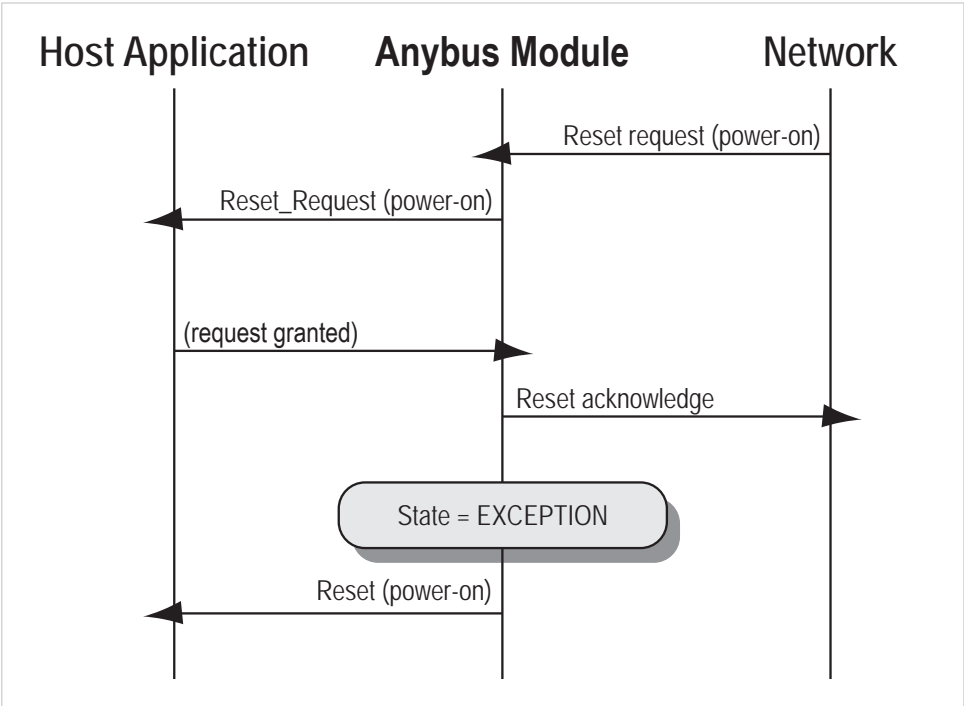 Host Application
Anybus Module
Network
Reset request (power-on)
Reset_Request (power-on)
(request granted)
Reset acknowledge
State = EXCEPTION
Reset (power-on)